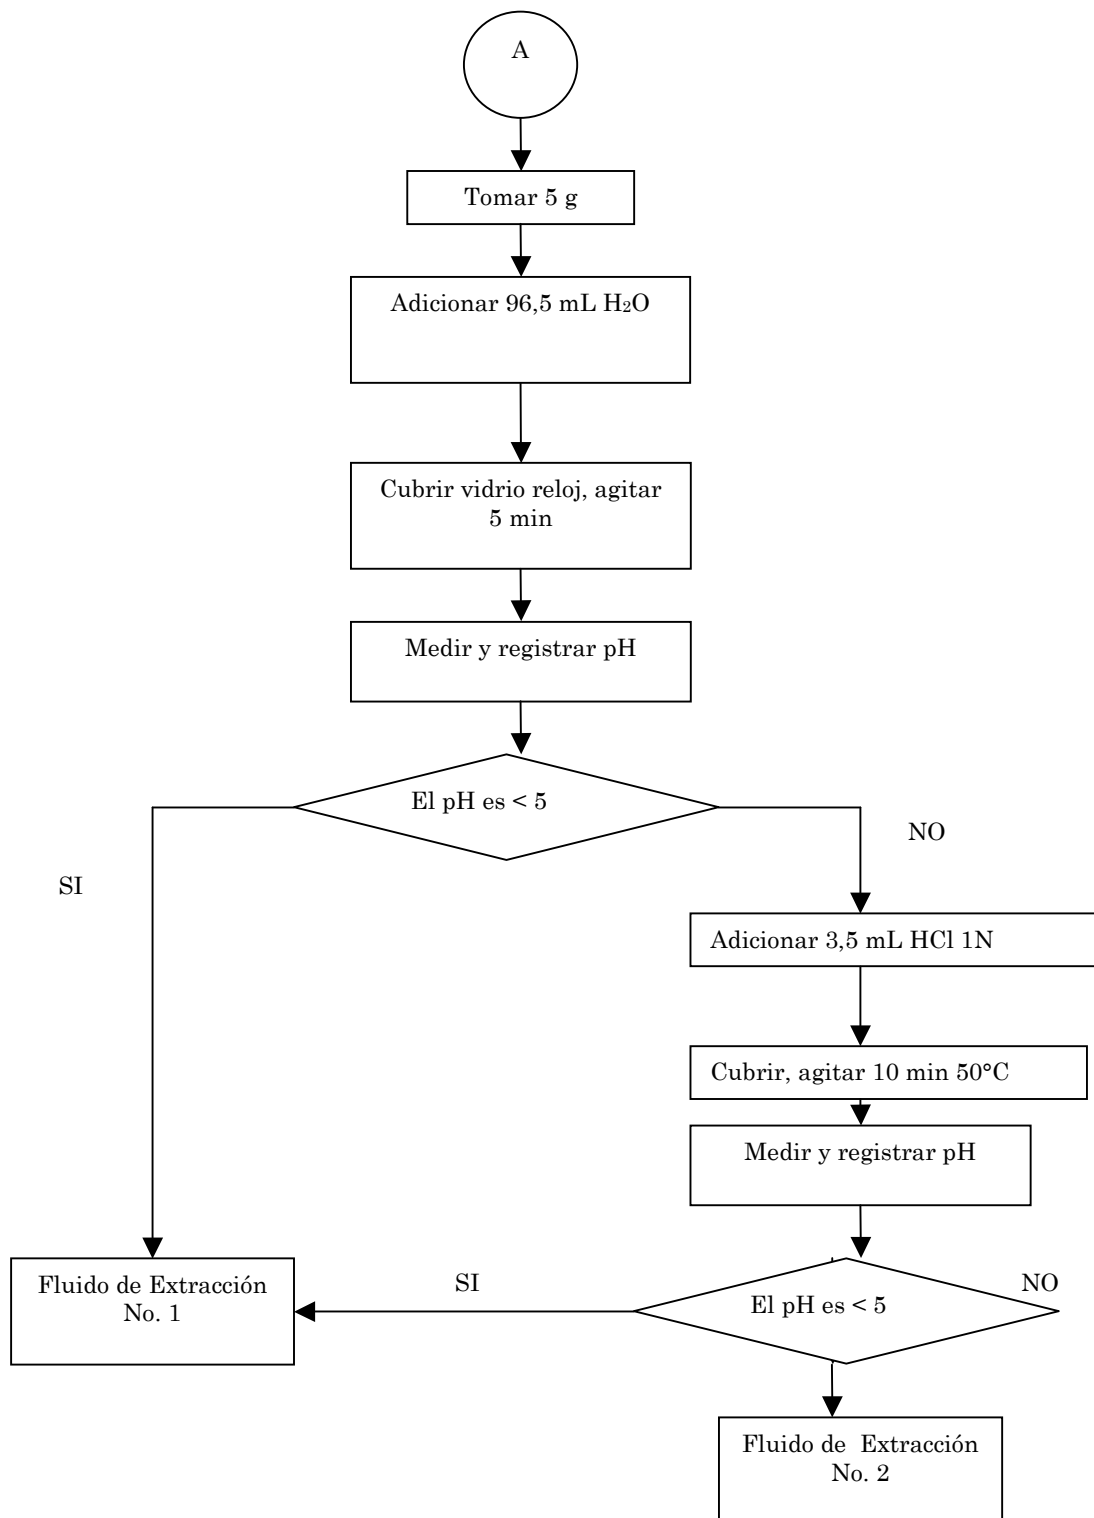 A
Tomar 5 g
Adicionar 96,5 mL H₂O
Cubrir vidrio reloj, agitar
5 min
Medir y registrar pH
El pH es < 5
NO
SI
Adicionar 3,5 mL HCl 1N
Cubrir, agitar 10 min 50°C
Medir y registrar pH
Fluido de Extracción
No. 1
SI
El pH es < 5
NO
Fluido de  Extracción
No. 2